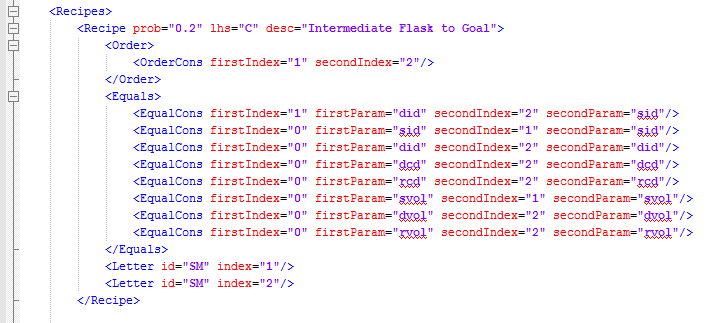 <Recipes>
<Recipe prob="0.2" lhs="C" desc="Intermediate Flask to Goal">
<Order>
<OrderCons firstIndex="1" secondIndex="2"/>
</Order>
<Equals>
<EqualCons firstIndex="1" firstParam="did" secondIndex="2" secondParam="sid"/>
<EqualCons firstIndex="0" firstParam="sid" secondIndex="1" secondParam="sid"/>
<EqualCons firstIndex="0" firstParam="did" secondIndex="2" secondParam="did"/>
<EqualCons firstIndex="0" firstParam="dcd" secondIndex="2" secondParam="dcd"/>
<EqualCons firstIndex="0" firstParam="rcd" secondIndex="2" secondParam="rcd"/>
<EqualCons firstIndex="0" firstParam="svol" secondIndex="1" secondParam="svol"/>
<EqualCons firstIndex="0" firstParam="dvol" secondIndex="2" secondParam="dvol"/>
<EqualCons firstIndex="0" firstParam="rvol" secondIndex="2" secondParam="rvol"/>
</Equals>
<Letter id="SM" index="1"/>
<Letter id="SM" index="2"/>
</Recipe>